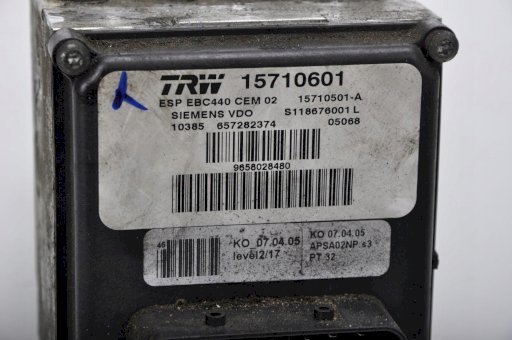 TRW 15710601
ESP EBC440 CEM 02 15710501-A
SIEMENS VDO S118676001 L
10385 657282374 05068
9658028480
46
KO 07.04.05
level2/17
KO 07.04.05
APSA02NP.s3
PT 32